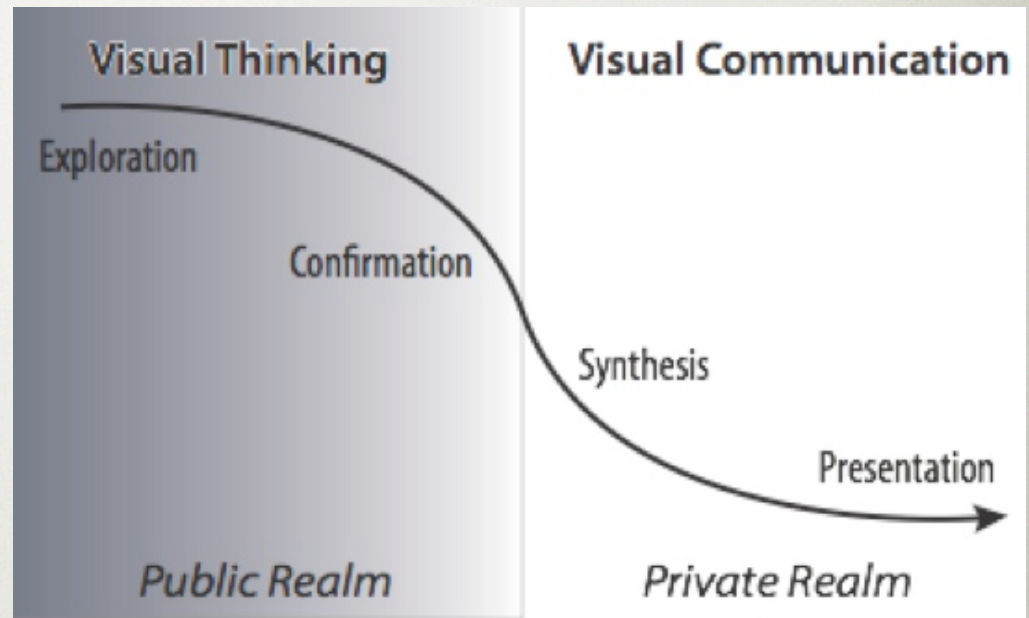 Visual Thinking
Visual Communication
Exploration
Confirmation
Synthesis
Presentation
Public Realm
Private Realm